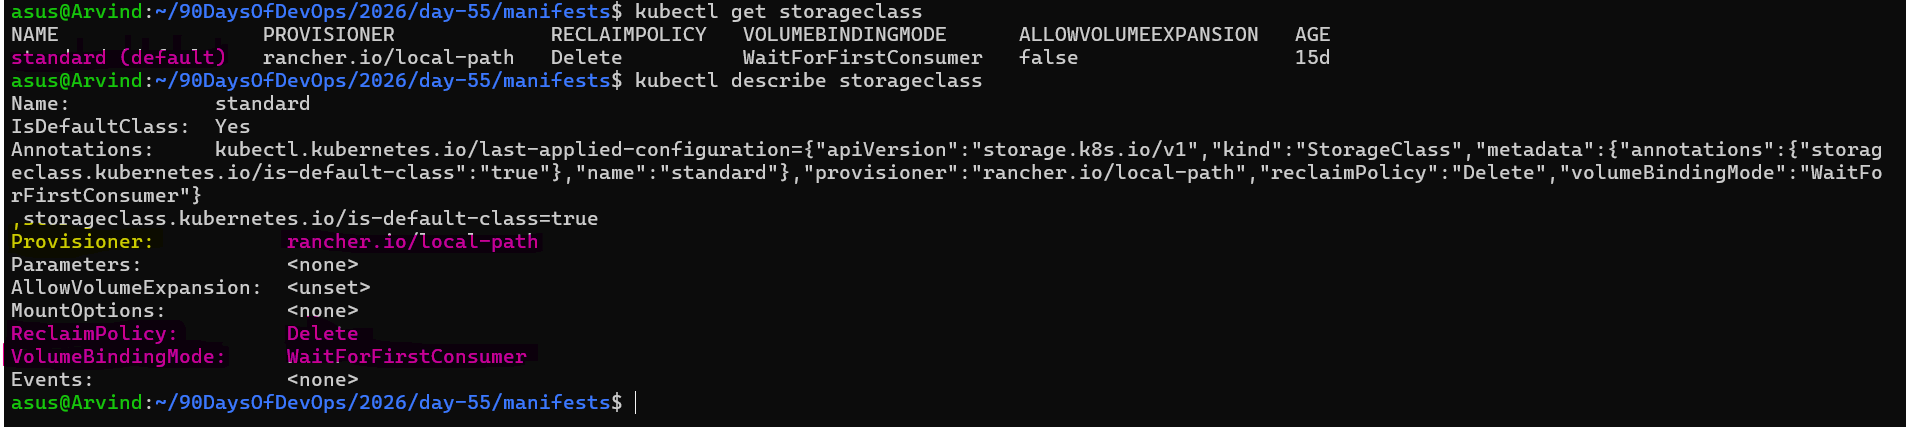 asus@Arvind:~/90DaysOfDevOps/2026/day-55/manifests$ kubectl get storageclass
NAME                 PROVISIONER             RECLAIMPOLICY   VOLUMEBINDINGMODE      ALLOWVOLUMEEXPANSION   AGE
standard (default)   rancher.io/local-path   Delete          WaitForFirstConsumer   false                  15d
asus@Arvind:~/90DaysOfDevOps/2026/day-55/manifests$ kubectl describe storageclass
Name:            standard
IsDefaultClass:  Yes
Annotations:     kubectl.kubernetes.io/last-applied-configuration={"apiVersion":"storage.k8s.io/v1","kind":"StorageClass","metadata":{"annotations":{"storag
eclass.kubernetes.io/is-default-class":"true"},"name":"standard"},"provisioner":"rancher.io/local-path","reclaimPolicy":"Delete","volumeBindingMode":"WaitFo
rFirstConsumer"}
,storageclass.kubernetes.io/is-default-class=true
Provisioner:           rancher.io/local-path
Parameters:            <none>
AllowVolumeExpansion:  <unset>
MountOptions:          <none>
ReclaimPolicy:         Delete
VolumeBindingMode:     WaitForFirstConsumer
Events:                <none>
asus@Arvind:~/90DaysOfDevOps/2026/day-55/manifests$